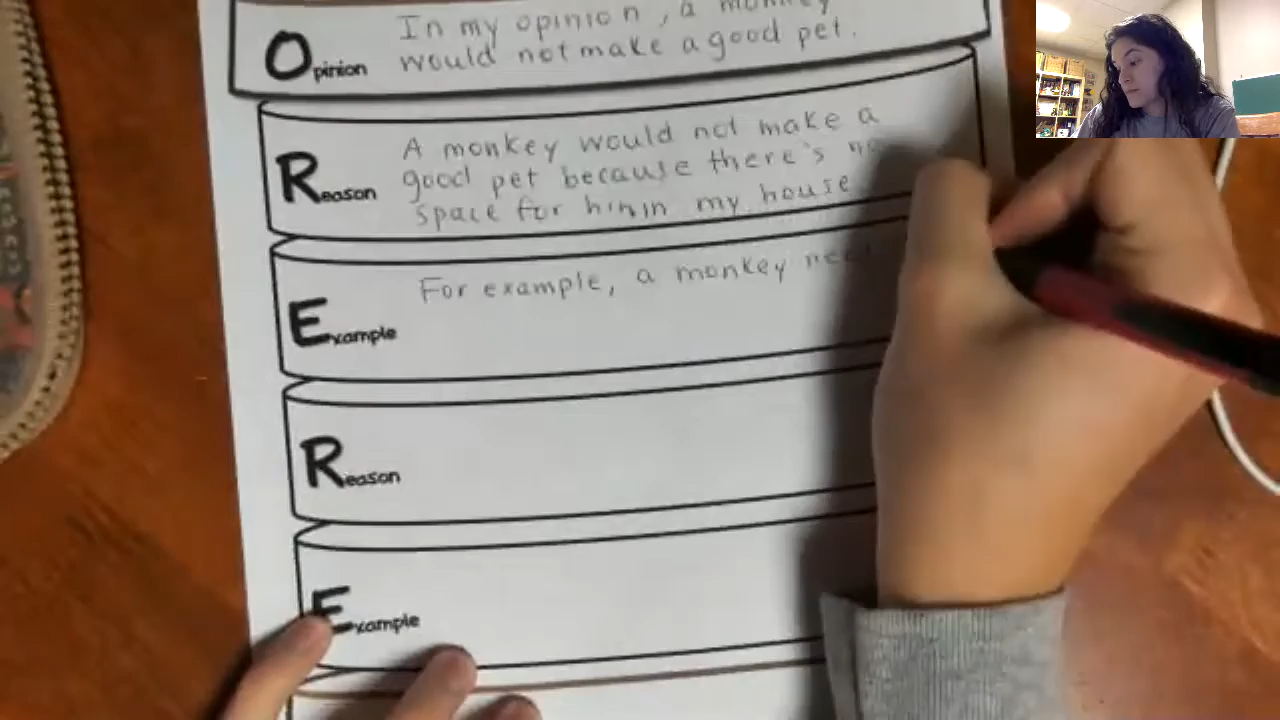 In my opinion, a monkey
Opinion would not make a good pet.
A monkey would not make a
good pet because there's
Reason
space for him in my house
For example, a monkey
Example
Reason
Example